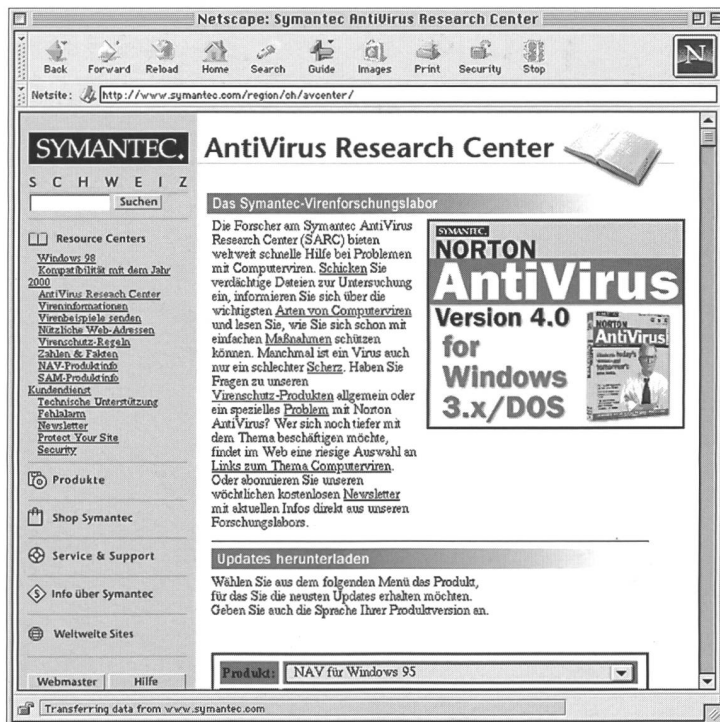 Netscape: Symantec AntiVirus Research Center
Back Forward Reload Home Search Guide Images Print Security Stop
N
Netsite: http://www.symantec.com/region/ch/avcenter/
SYMANTEC.
SCHWEIZ
Suchen
Resource Centers
Windows 98
Kompatibilität mit dem Jahr
2000
AntiVirus Reseach Center
Vireninformationen
Virenbeispiele senden
Nützliche Web-Adressen
Virenschutz-Regeln
Zahlen & Fakten
NAV-Produktinfo
SAM-Produktinfo
Kundendienst
Technische Unterstützung
Fehlalarm
Newsletter
Protect Your Site
Security
Produkte
Shop Symantec
Service & Support
Info über Symantec
Weltweite Sites
Webmaster Hilfe
AntiVirus Research Center
Das Symantec-Virenforschungslabor
Die Forscher am Symantec AntiVirus
Research Center (SARC) bieten
weltweit schnelle Hilfe bei Problemen
mit Computerviren. Schicken Sie
verdächtige Dateien zur Untersuchung
ein, informieren Sie sich über die
wichtigsten Arten von Computerviren
und lesen Sie, wie Sie sich schon mit
einfachen Maßnahmen schützen
können. Manchmal ist ein Virus auch
nur ein schlechter Scherz. Haben Sie
Fragen zu unseren
Virenschutz-Produkten allgemein oder
ein spezielles Problem mit Norton
AntiVirus? Wer sich noch tiefer mit
dem Thema beschäftigen möchte,
findet im Web eine riesige Auswahl an
Links zum Thema Computerviren.
Oder abonnieren Sie unseren
wöchtlichen kostenlosen Newsletter
mit aktuellen Infos direkt aus unseren
Forschungslabors.
SYMANTEC.
NORTON
AntiVirus
Version 4.0
for
Windows
3.x/DOS
NORTON
AntiVirus
today's
tomorrow's
Updates herunterladen
Wählen Sie aus dem folgenden Menü das Produkt,
für das Sie die neusten Updates erhalten möchten.
Geben Sie auch die Sprache Ihrer Produktversion an.
Produkt: NAV für Windows 95
Transferring data from www.symantec.com